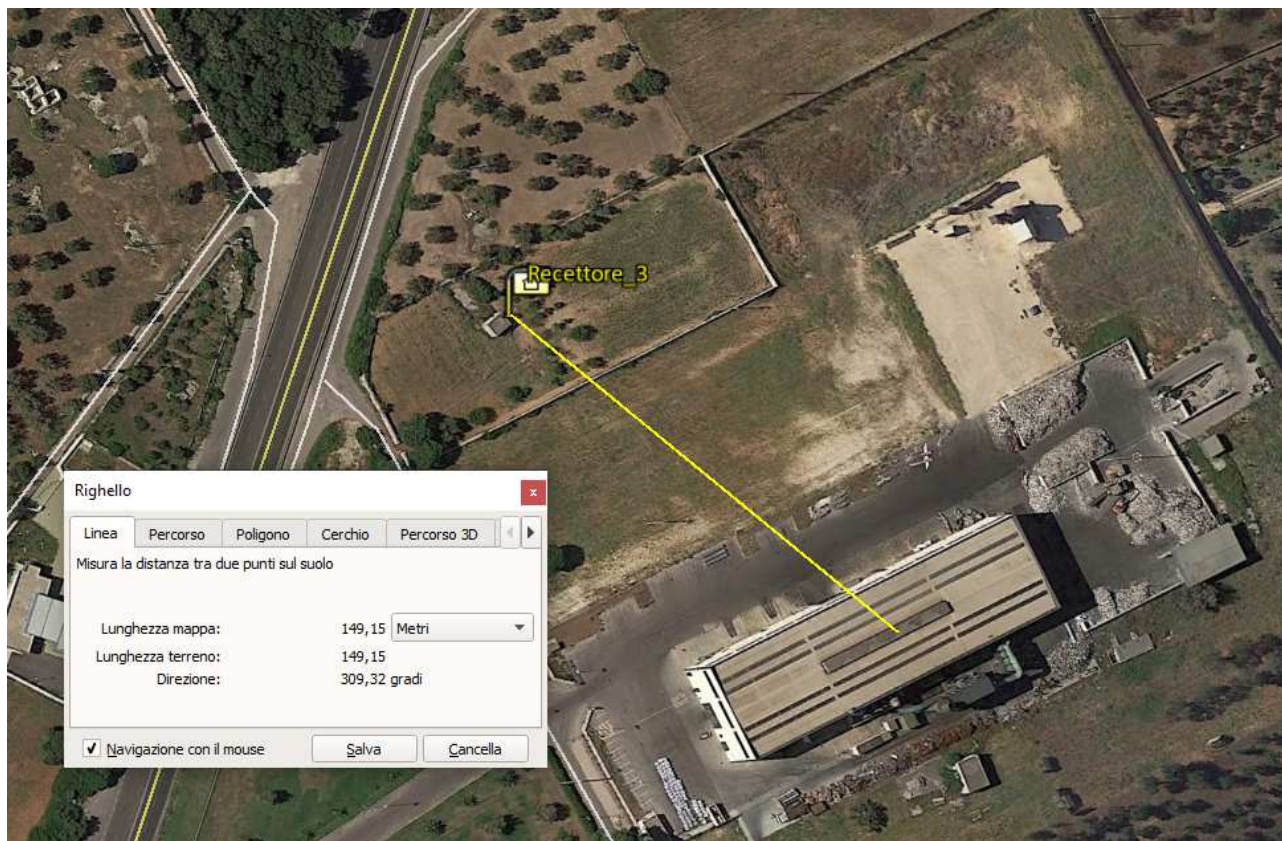 Recettore_3
Righello
x
Linea Percorso Poligono Cerchio Percorso 3D
Misura la distanza tra due punti sul suolo
Lunghezza mappa: 149,15 Metri
Lunghezza terreno: 149,15
Direzione: 309,32 gradi
Navigazione con il mouse Salva Cancella